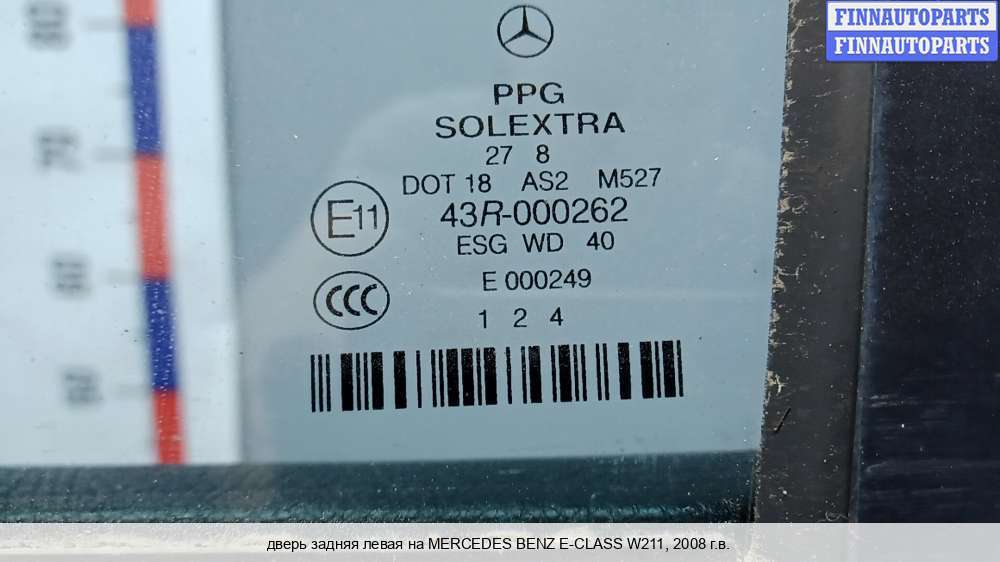 FINNAUTOPARTS
FINNAUTOPARTS
PPG
SOLEXTRA
27 8
DOT 18 AS2 M527
E11
43R-000262
ESG WD 40
E 000249
CCC
1 2 4
дверь задняя левая на MERCEDES BENZ E-CLASS W211, 2008 г.в.